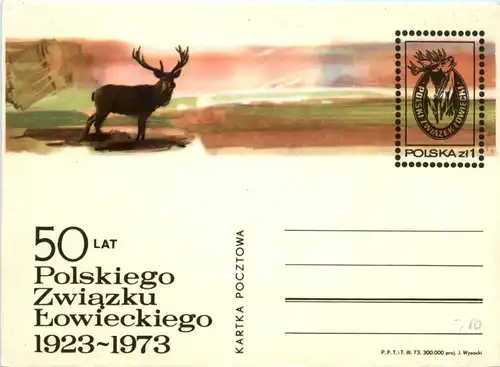 POLSKI ZWIĄZEK ŁOWIECKI
POLSKA zł 1
50 LAT
Polskiego
Związku
Łowieckiego
1923~1973
KARTKA POCZTOWA
P.P.T.iT. III. 73. 300.000 proj. J. Wysocki